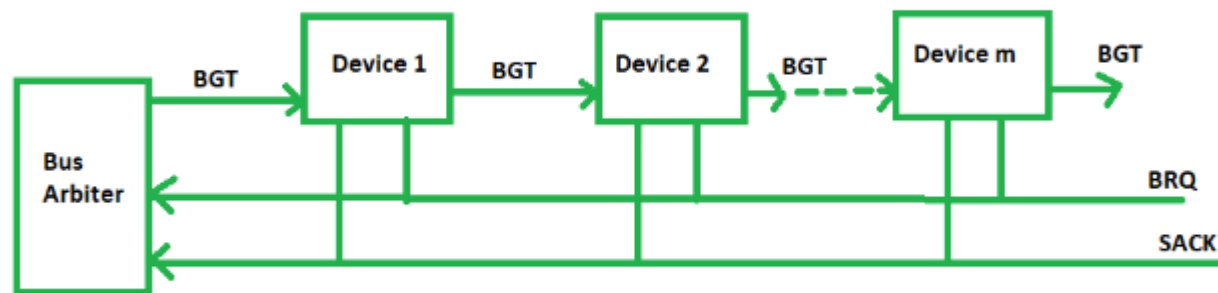 BGT
Device 1
BGT
Device 2
BGT
Device m
BGT
Bus
Arbiter
BRQ
SACK